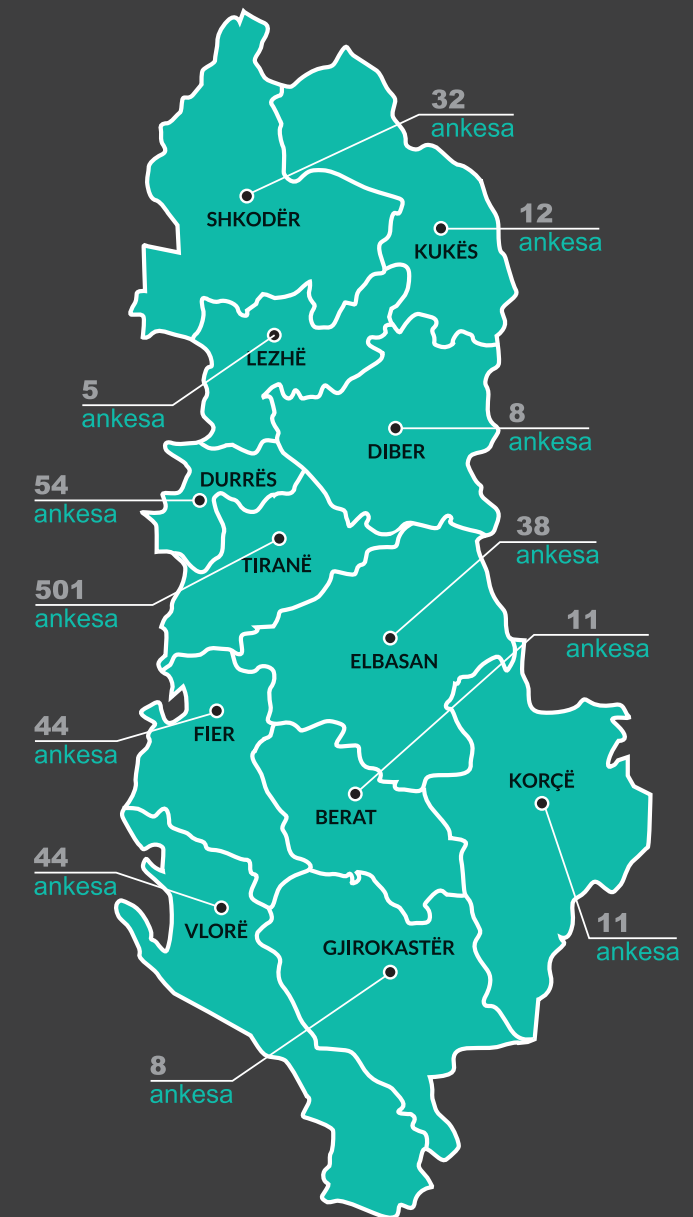 32
ankesa
SHKODËR
12
ankesa
KUKËS
LEZHË
5
ankesa
8
ankesa
DIBER
DURRËS
54
ankesa
38
ankesa
TIRANË
501
ankesa
11
ankesa
ELBASAN
44
ankesa
FIER
KORÇË
BERAT
44
ankesa
VLORË
11
ankesa
GJIROKASTËR
8
ankesa